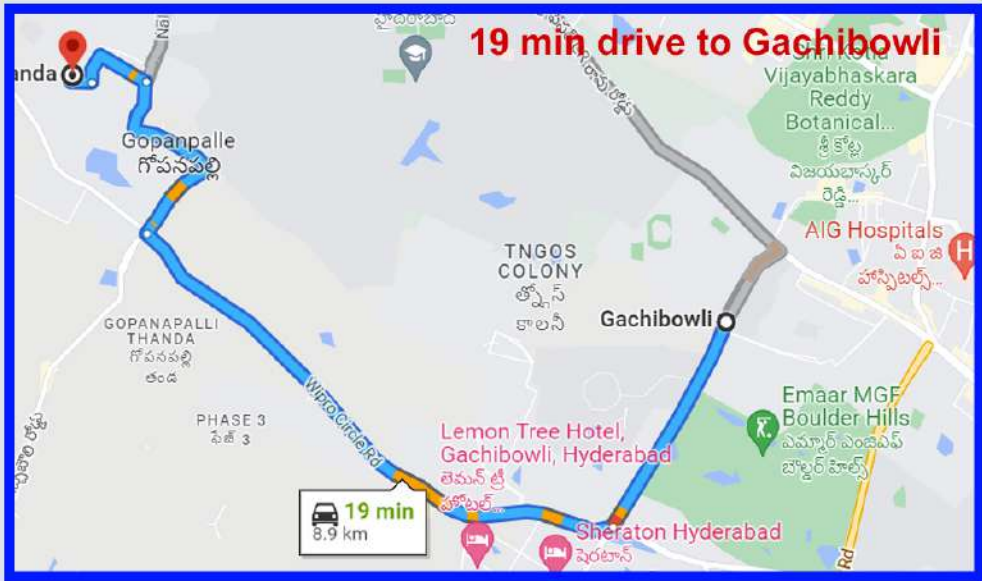 హైదరాబాద్
19 min drive to Gachibowli
anda
Gopanpalle
గోపనపల్లి
Vijayabhaskara
Reddy
Botanical...
శ్రీ కోట్ల
విజయభాస్కర్
రెడ్డి...
AIG Hospitals
ఏ ఐ జి
హాస్పిటల్స్...
TNGOS
COLONY
త్న్గోస్
కాలనీ
Gachibowli
GOPANAPALLI
THANDA
గోపనపల్లి
తండ
Wipro Circle Rd
PHASE 3
ఫేజ్ 3
Emaar MGF
Boulder Hills
ఎమ్మార్ ఎంజిఎఫ్
బౌల్డర్ హిల్స్
Lemon Tree Hotel,
Gachibowli, Hyderabad
లెమన్ ట్రీ
హోటల్...
19 min
8.9 km
Sheraton Hyderabad
షెరటాన్
Rd